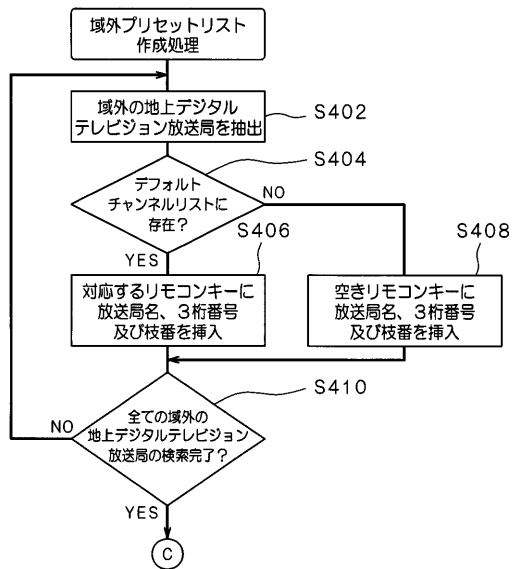 域外プリセットリスト
作成処理
域外の地上デジタル
テレビジョン放送局を抽出
S402
S404
デフォルト
チャンネルリストに
存在？
NO
YES
S406
S408
対応するリモコンキーに
放送局名、3桁番号
及び枝番を挿入
空きリモコンキーに
放送局名、3桁番号
及び枝番を挿入
S410
全ての域外の
地上デジタルテレビジョン
放送局の検索完了？
NO
YES
C